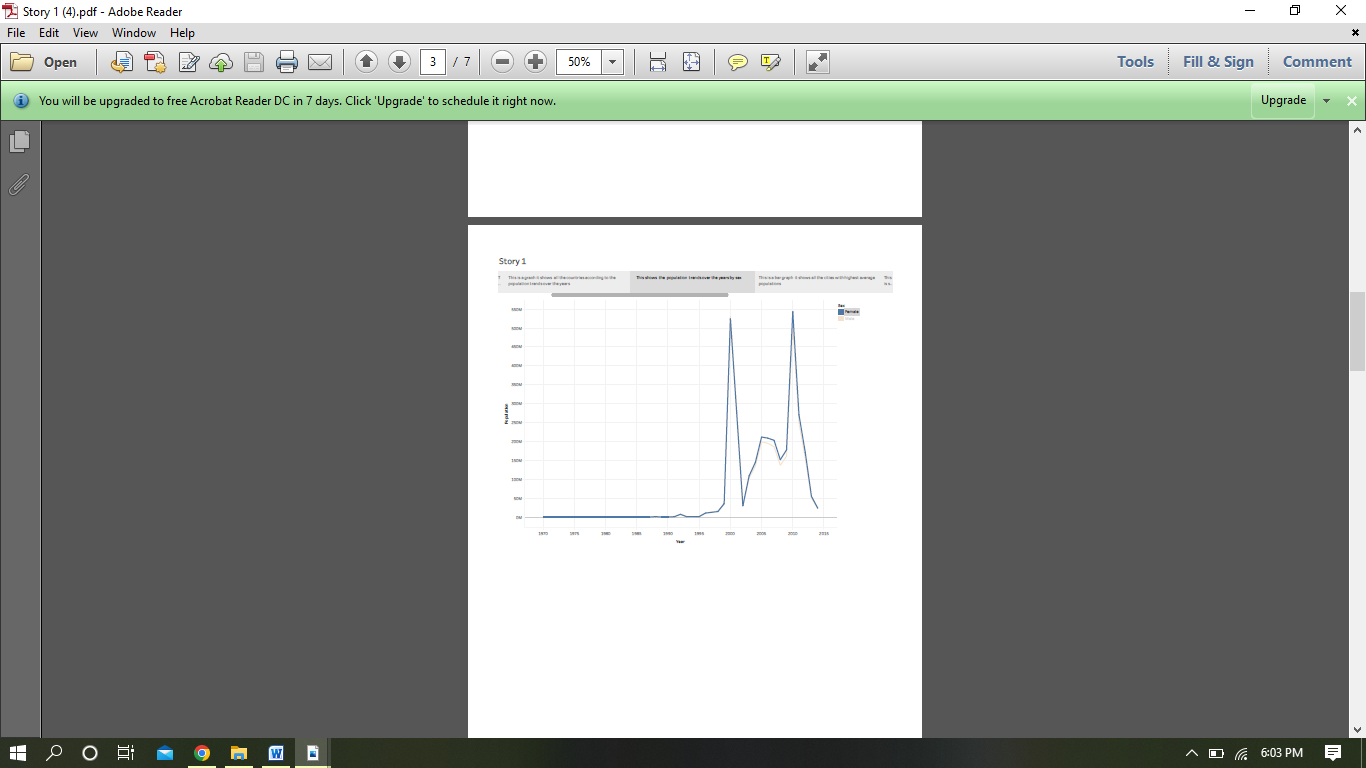 Story 1 (4).pdf - Adobe Reader
File Edit View Window Help
Open 3 / 7 50% Tools Fill & Sign Comment
You will be upgraded to free Acrobat Reader DC in 7 days. Click 'Upgrade' to schedule it right now. Upgrade
Story 1
This is a graph it shows all the countries according to the
population trends over the years
This shows the population trends over the years by sex
This is a bar graph it shows all the cities with highest average
populations
This
is a..
Sex
Female
550M
500M
450M
400M
350M
300M
250M
200M
150M
100M
50M
0M
Population
1970 1975 1980 1985 1990 1995 2000 2005 2010 2015
Year
6:03 PM